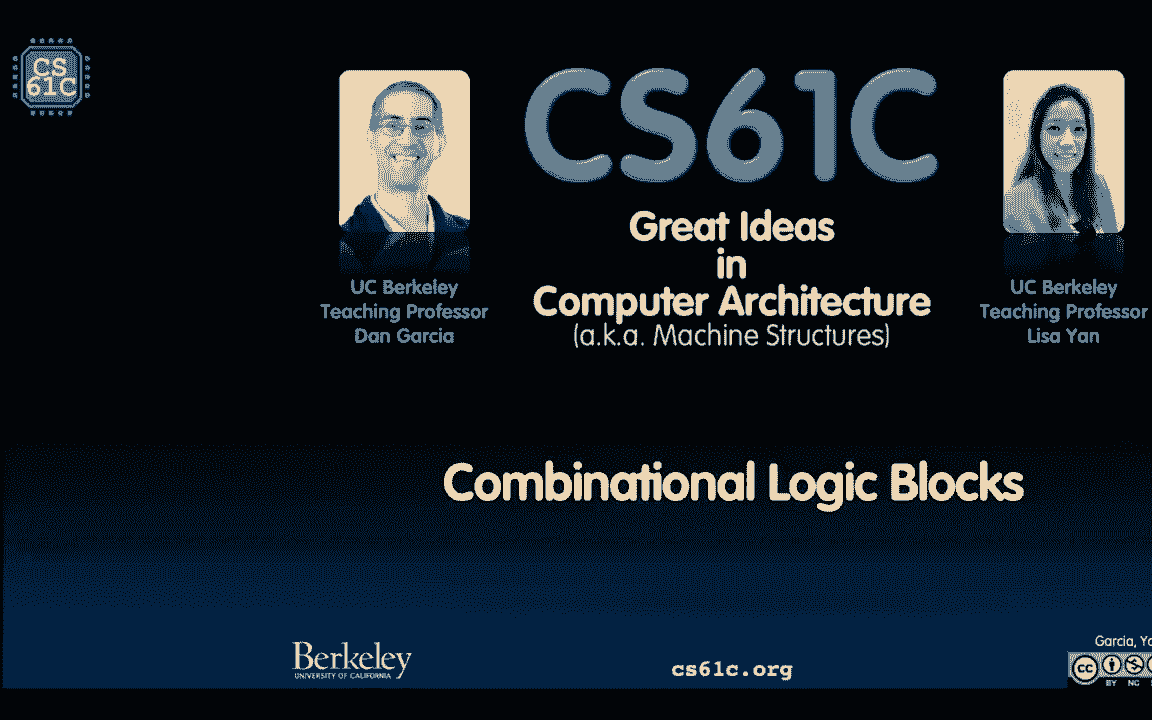 CS
61C
CS61C
Great Ideas
in
Computer Architecture
(a.k.a. Machine Structures)
UC Berkeley
Teaching Professor
Dan Garcia
UC Berkeley
Teaching Professor
Lisa Yan
Combinational Logic Blocks
Berkeley
UNIVERSITY OF CALIFORNIA
cs61c.org
Garcia,
cc
BY NC